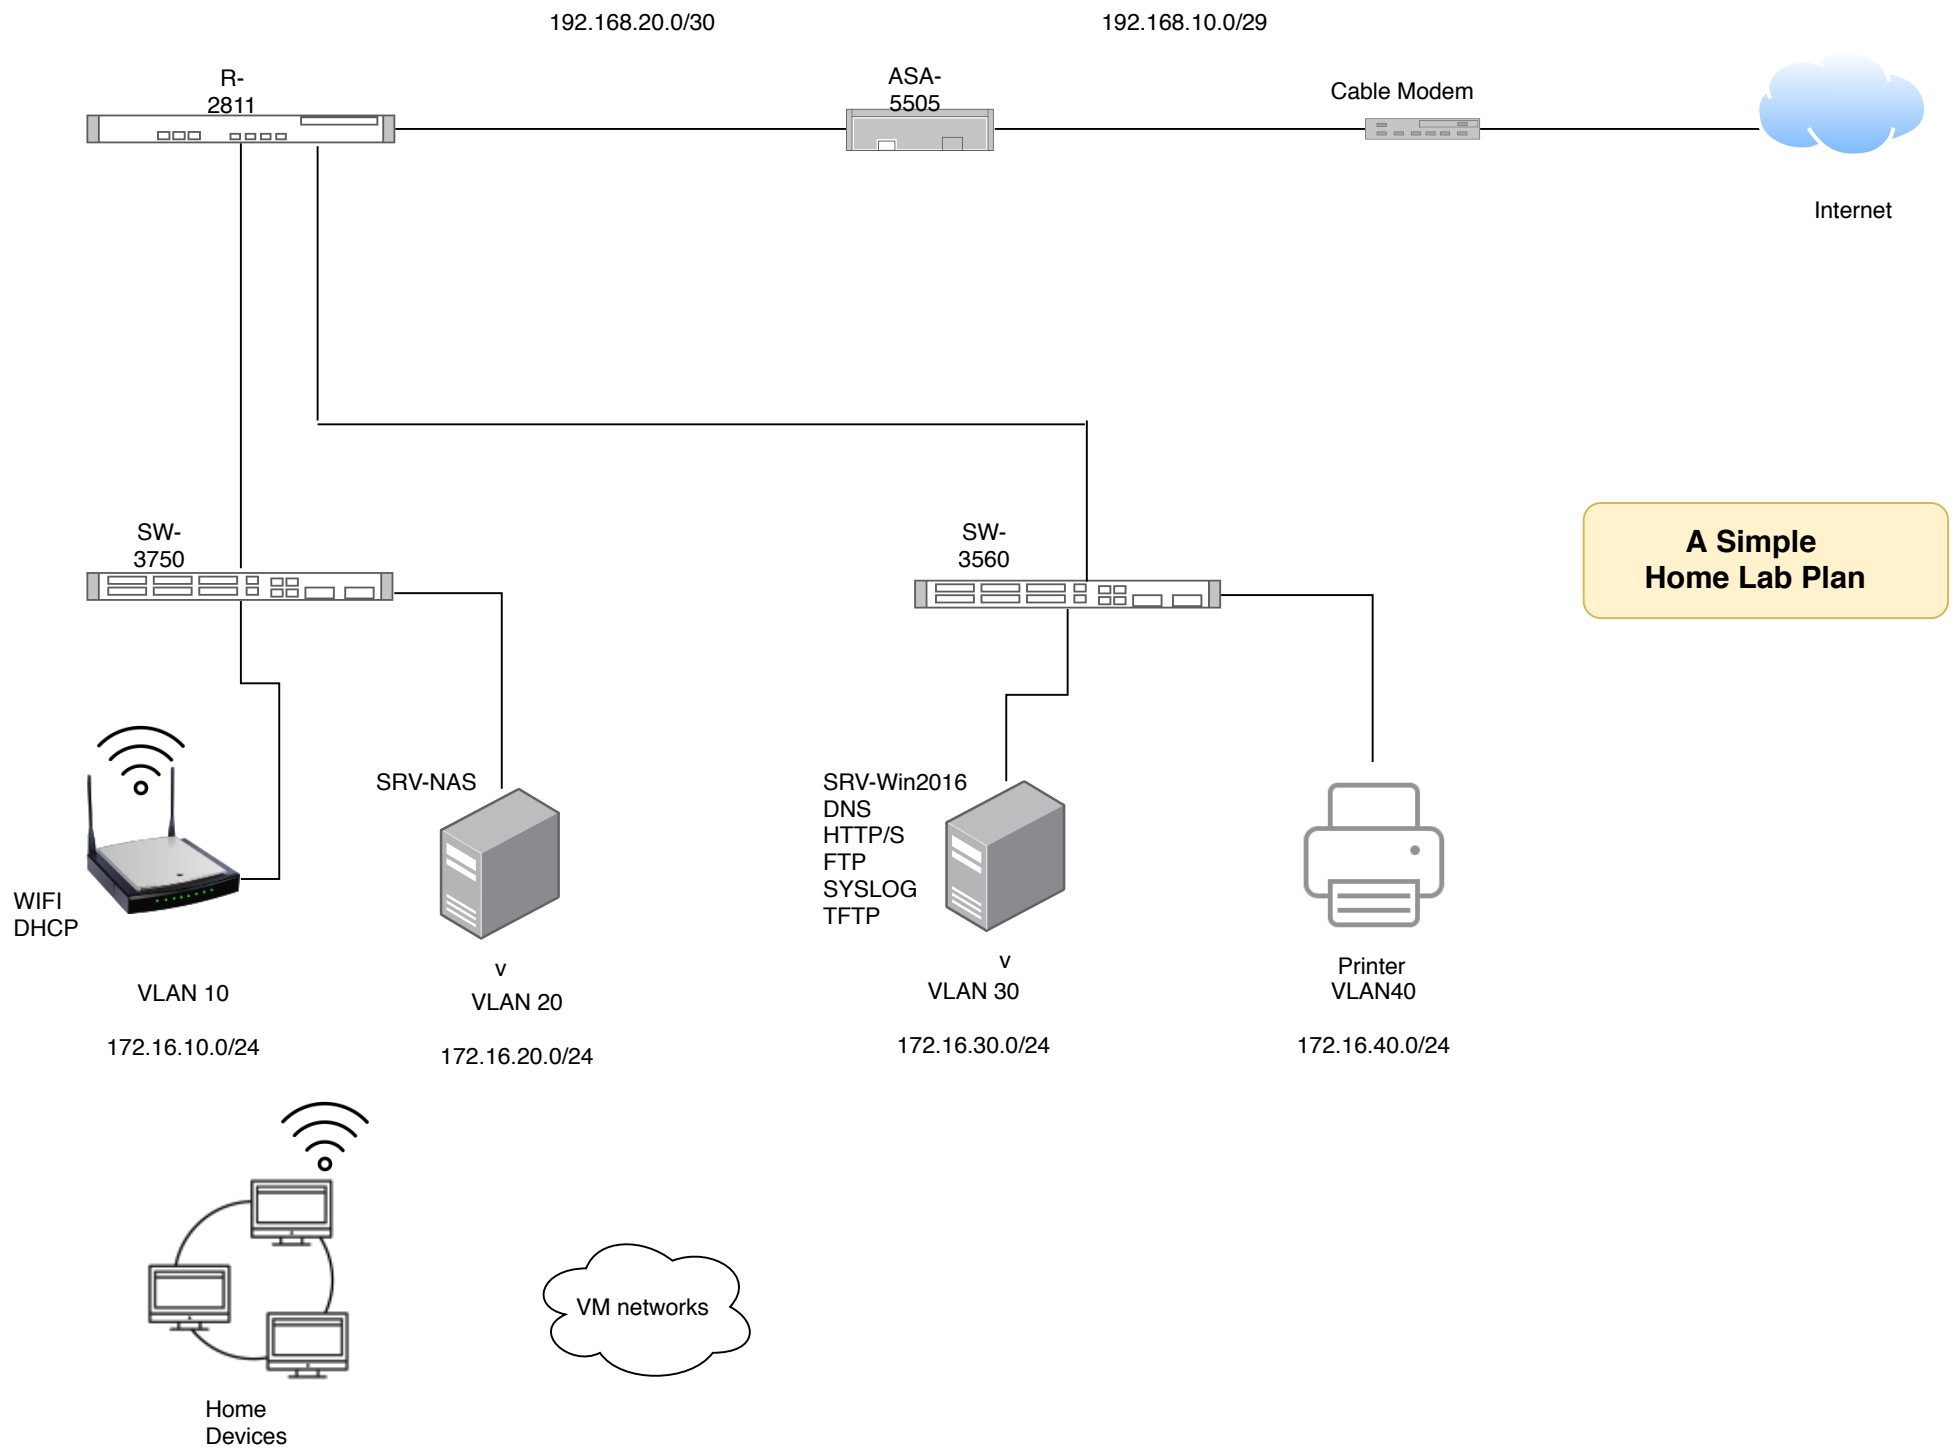 192.168.20.0/30
192.168.10.0/29
R-
2811
ASA-
5505
Cable Modem
Internet
SW-
3750
SW-
3560
A Simple
Home Lab Plan
SRV-NAS
SRV-Win2016
DNS
HTTP/S
FTP
SYSLOG
TFTP
WIFI
DHCP
v
v
Printer
VLAN 10
VLAN 20
VLAN 30
VLAN40
172.16.10.0/24
172.16.20.0/24
172.16.30.0/24
172.16.40.0/24
VM networks
Home
Devices